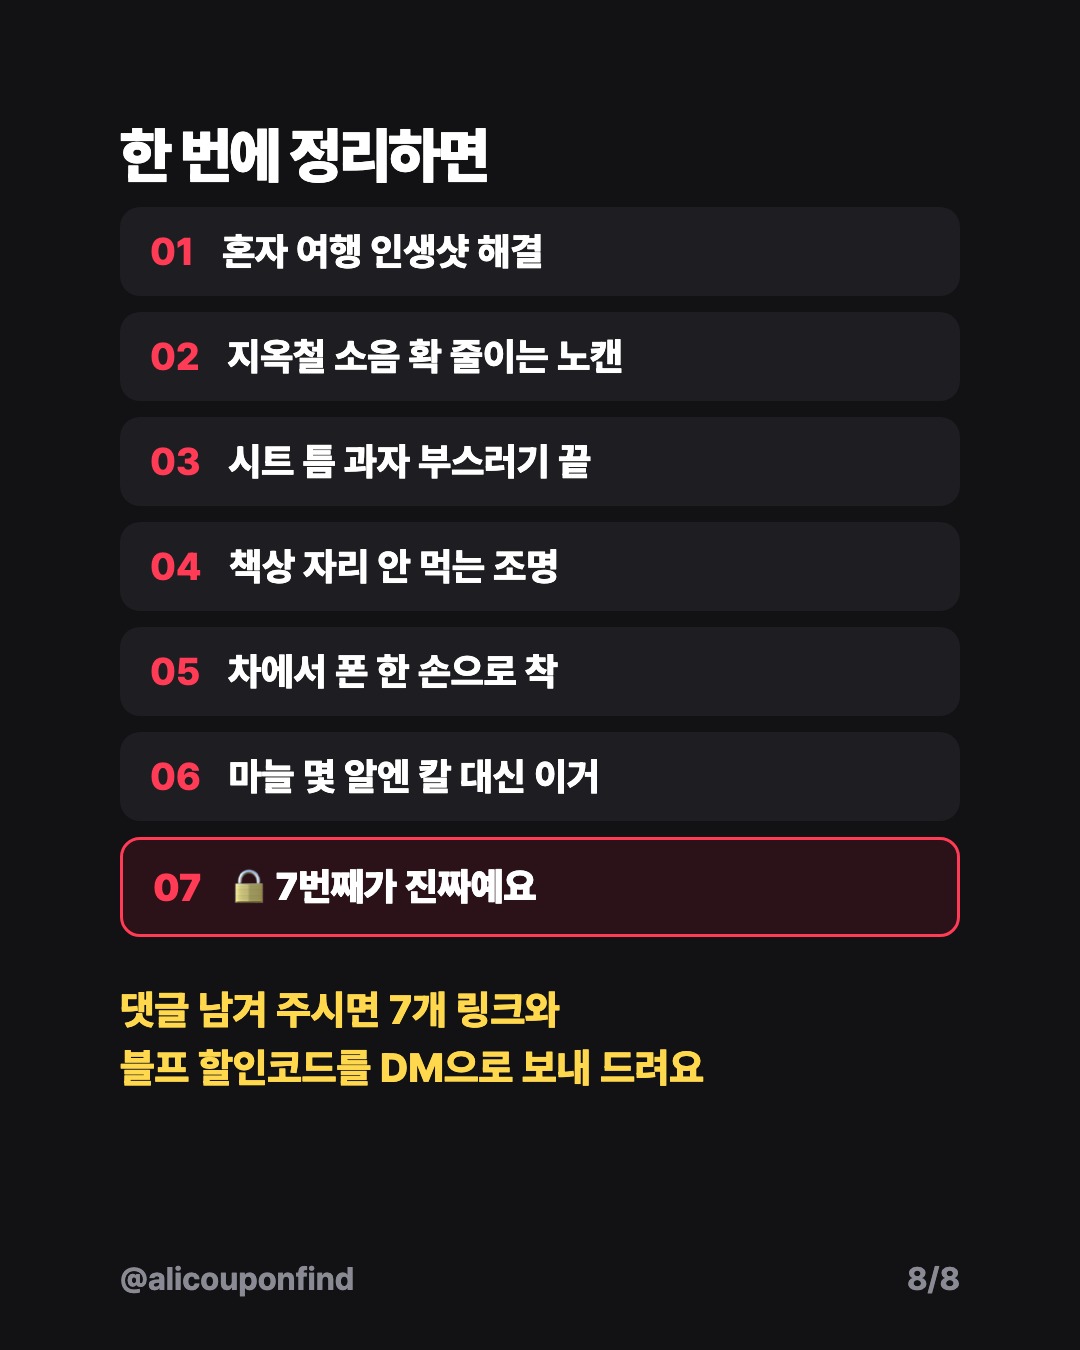 한 번에 정리하면
01 혼자 여행 인생샷 해결
02 지옥철 소음 확 줄이는 노캔
03 시트 틈 과자 부스러기 끝
04 책상 자리 안 먹는 조명
05 차에서 폰 한 손으로 착
06 마늘 몇 알엔 칼 대신 이거
07 🔒 7번째가 진짜예요
댓글 남겨 주시면 7개 링크와
블프 할인코드를 DM으로 보내 드려요
@alicouponfind
8/8